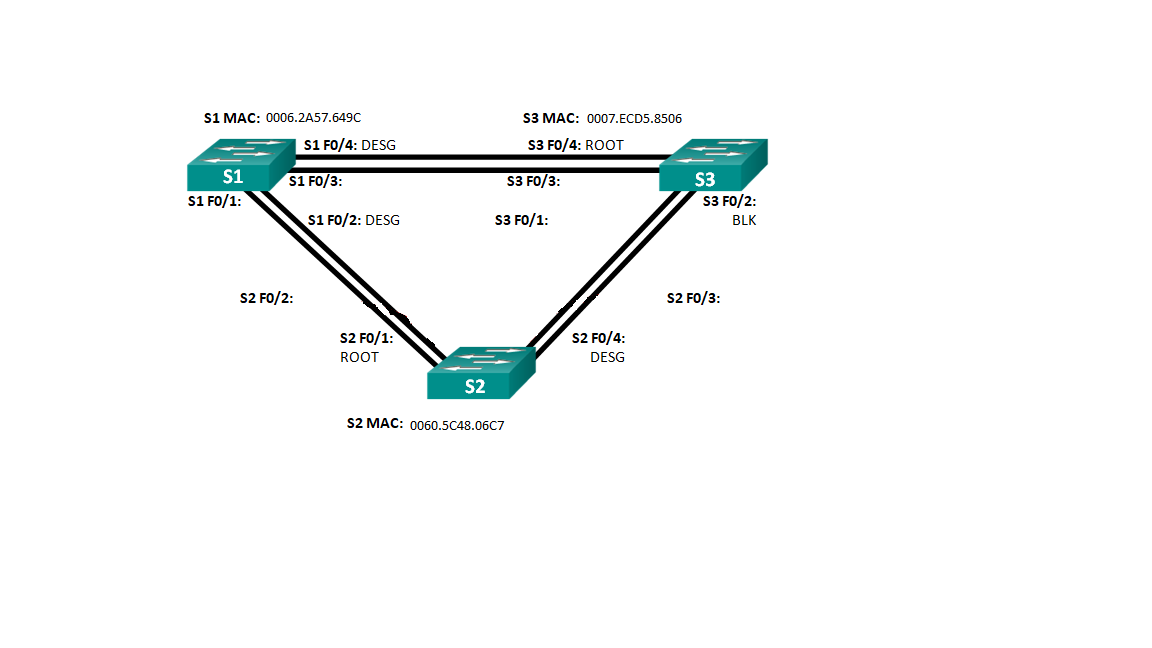 S1 MAC: 0006.2A57.649C
S3 MAC: 0007.ECD5.8506
S1 F0/4: DESG
S3 F0/4: ROOT
S1
S3
S1 F0/3:
S3 F0/3:
S1 F0/1:
S3 F0/2:
BLK
S1 F0/2: DESG
S3 F0/1:
S2 F0/2:
S2 F0/3:
S2 F0/1:
ROOT
S2 F0/4:
DESG
S2
S2 MAC: 0060.5C48.06C7